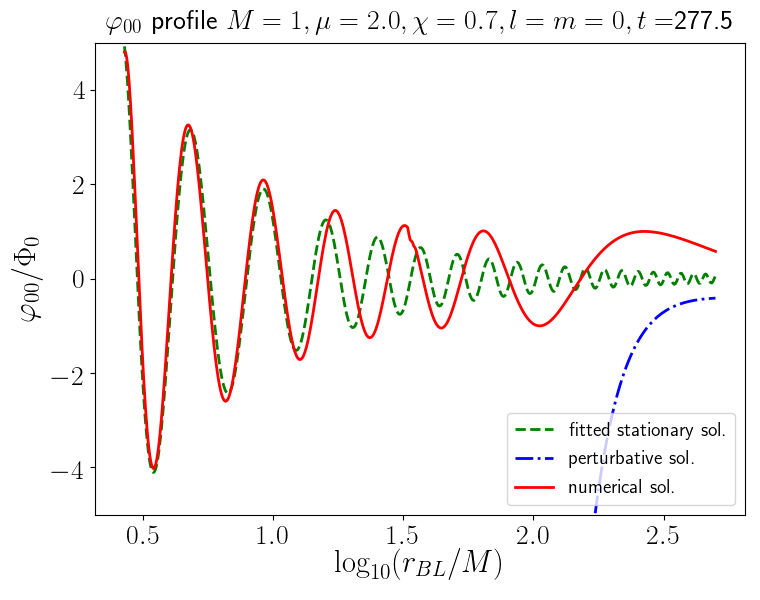 φ₀₀ profile M = 1, μ = 2.0, χ = 0.7, l = m = 0, t = 277.5
φ₀₀/Φ₀
4
2
0
−2
−4
fitted stationary sol.
perturbative sol.
numerical sol.
0.5 1.0 1.5 2.0 2.5
log₁₀(r_BL/M)